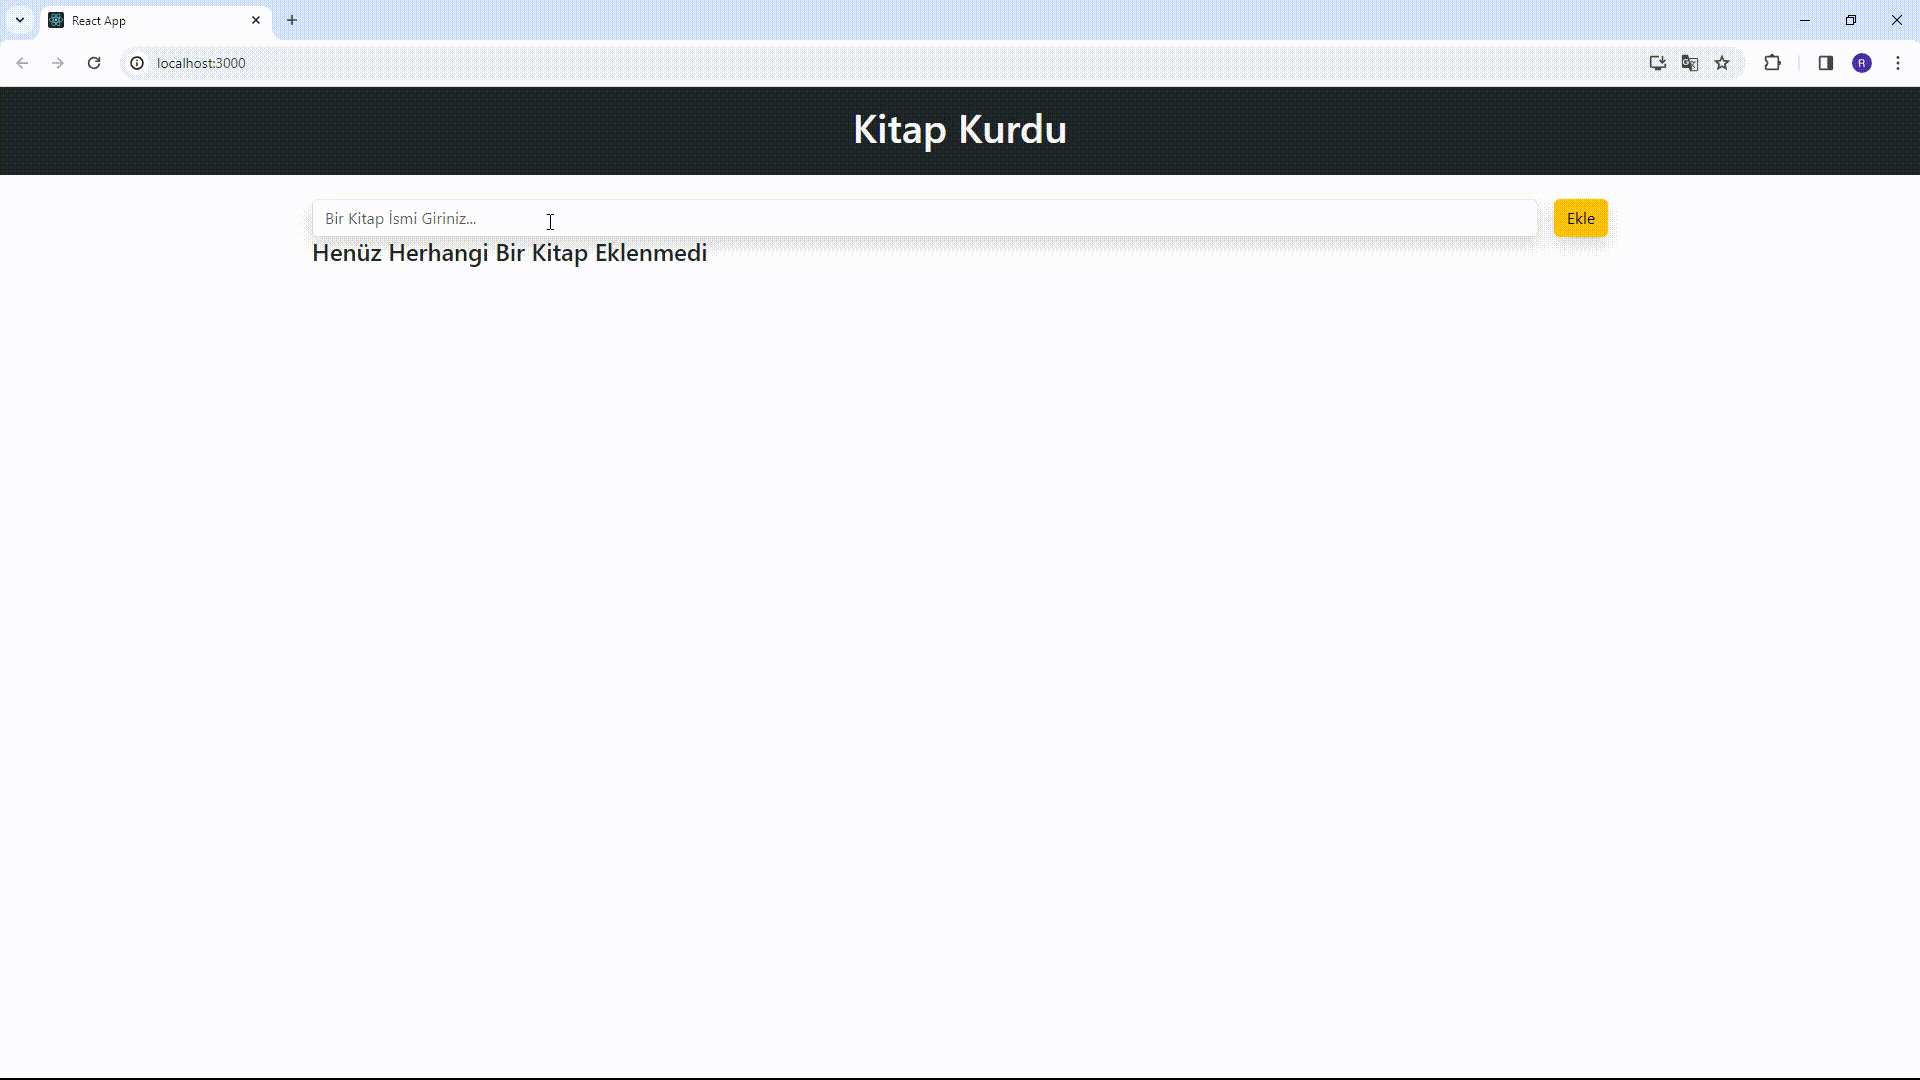 React App
localhost:3000
R
Kitap Kurdu
Bir Kitap İsmi Giriniz...
Ekle
Henüz Herhangi Bir Kitap Eklenmedi